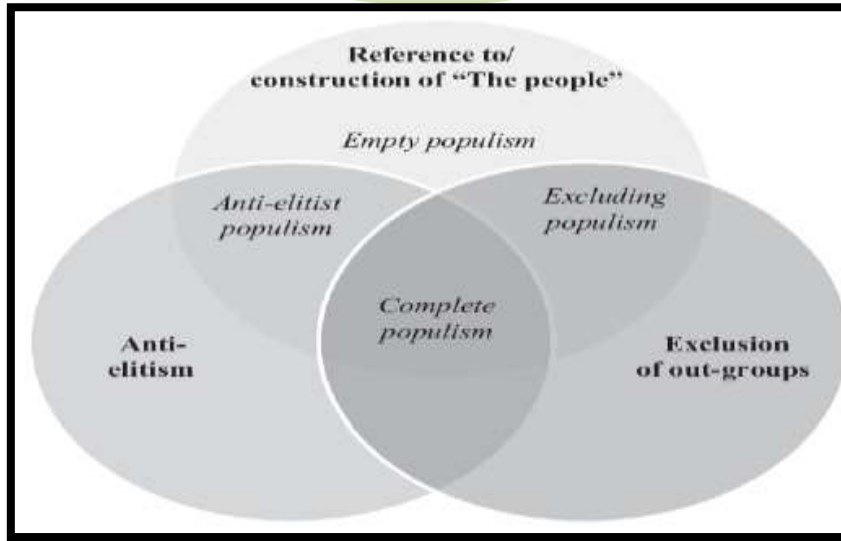 Reference to/
construction of “The people”
Empty populism
Anti-elitist
populism
Excluding
populism
Complete
populism
Anti-
elitism
Exclusion
of out-groups